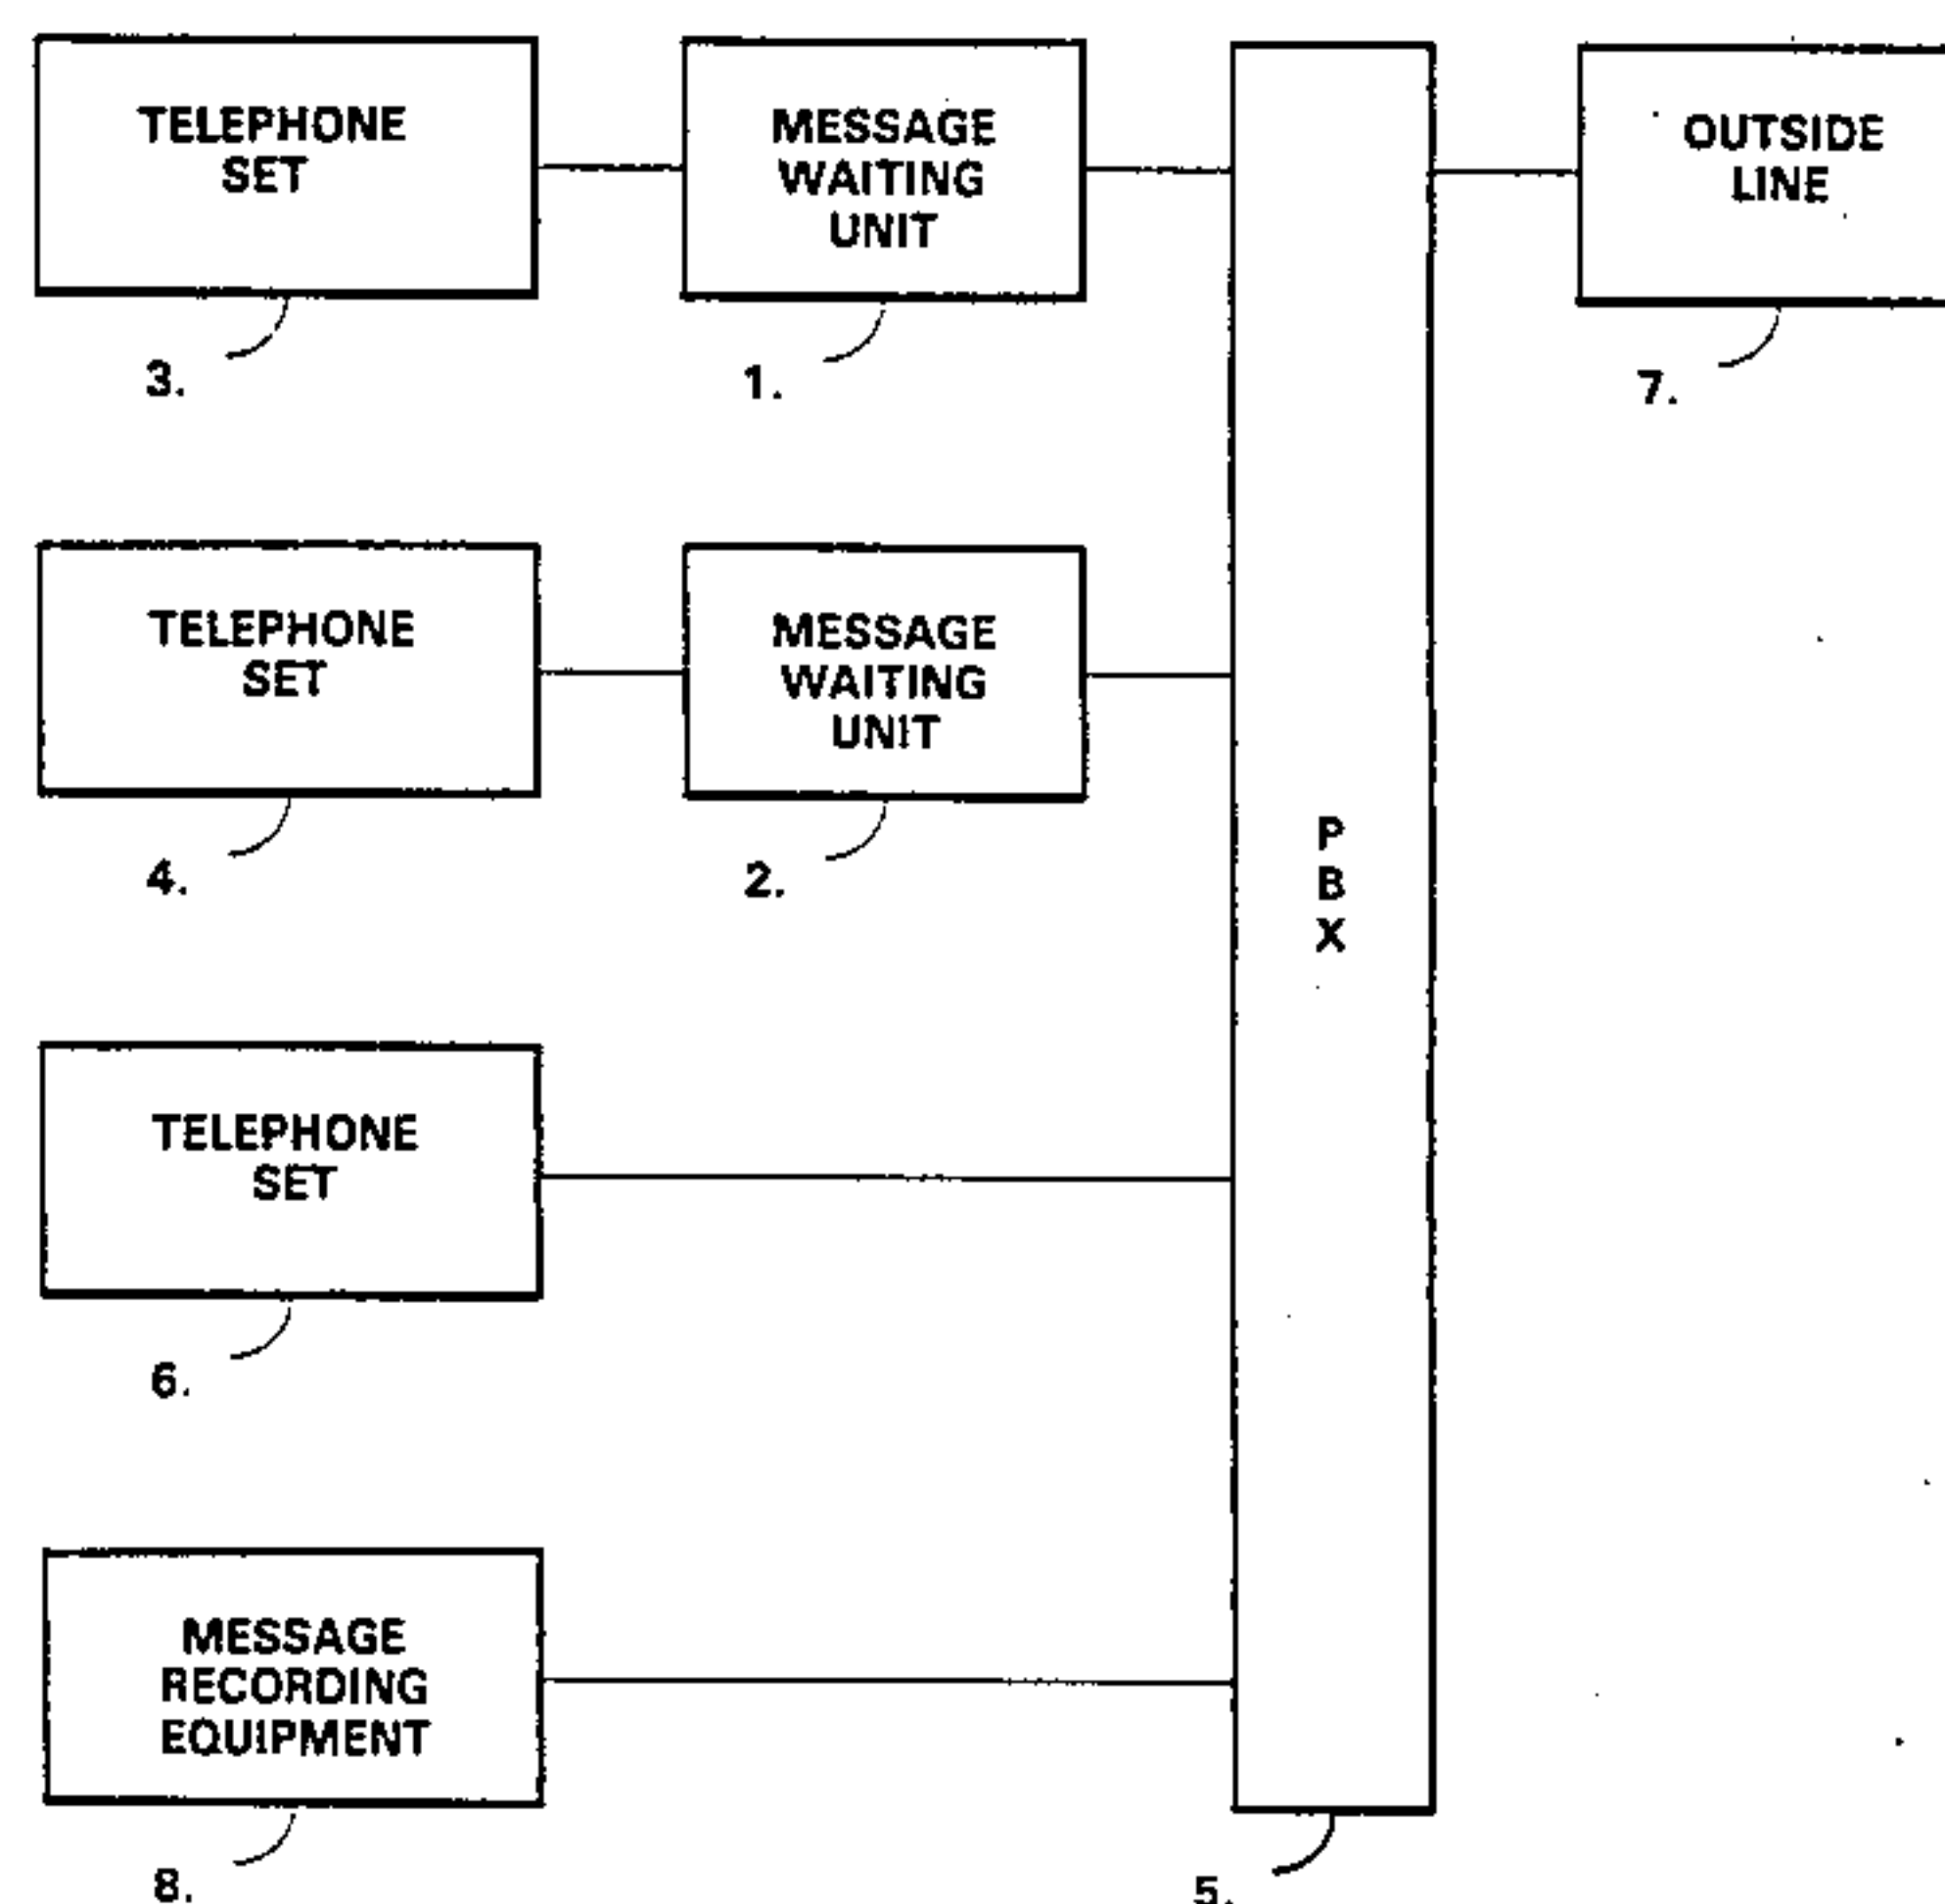 TELEPHONE
SET
3.
MESSAGE
WAITING
UNIT
1.
OUTSIDE
LINE
7.
TELEPHONE
SET
4.
MESSAGE
WAITING
UNIT
2.
P
B
X
TELEPHONE
SET
6.
MESSAGE
RECORDING
EQUIPMENT
8.
5.